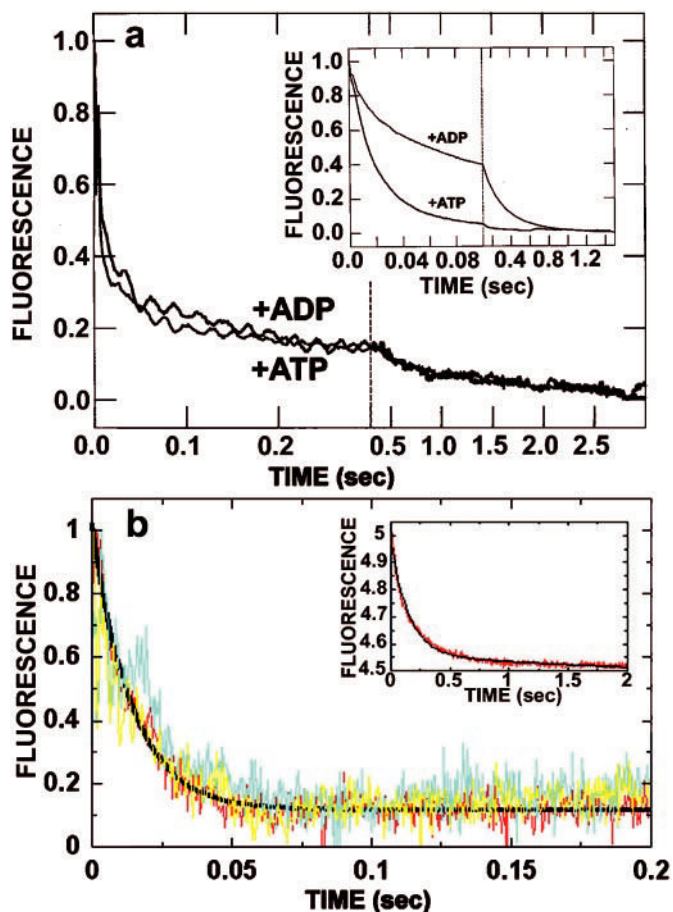 a
FLUORESCENCE
1.0
0.8
0.6
0.4
0.2
0.0
+ADP
+ATP
0.0 0.1 0.2 0.5 1.0 1.5 2.0 2.5
TIME (sec)
FLUORESCENCE
1.0
0.8
0.6
0.4
0.2
0.0
+ADP
+ATP
0.0 0.04 0.08 0.4 0.8 1.2
TIME (sec)
b
FLUORESCENCE
1
0.8
0.6
0.4
0.2
0
0 0.05 0.1 0.15 0.2
TIME (sec)
FLUORESCENCE
5
4.9
4.8
4.7
4.6
4.5
0 0.5 1 1.5 2
TIME (sec)